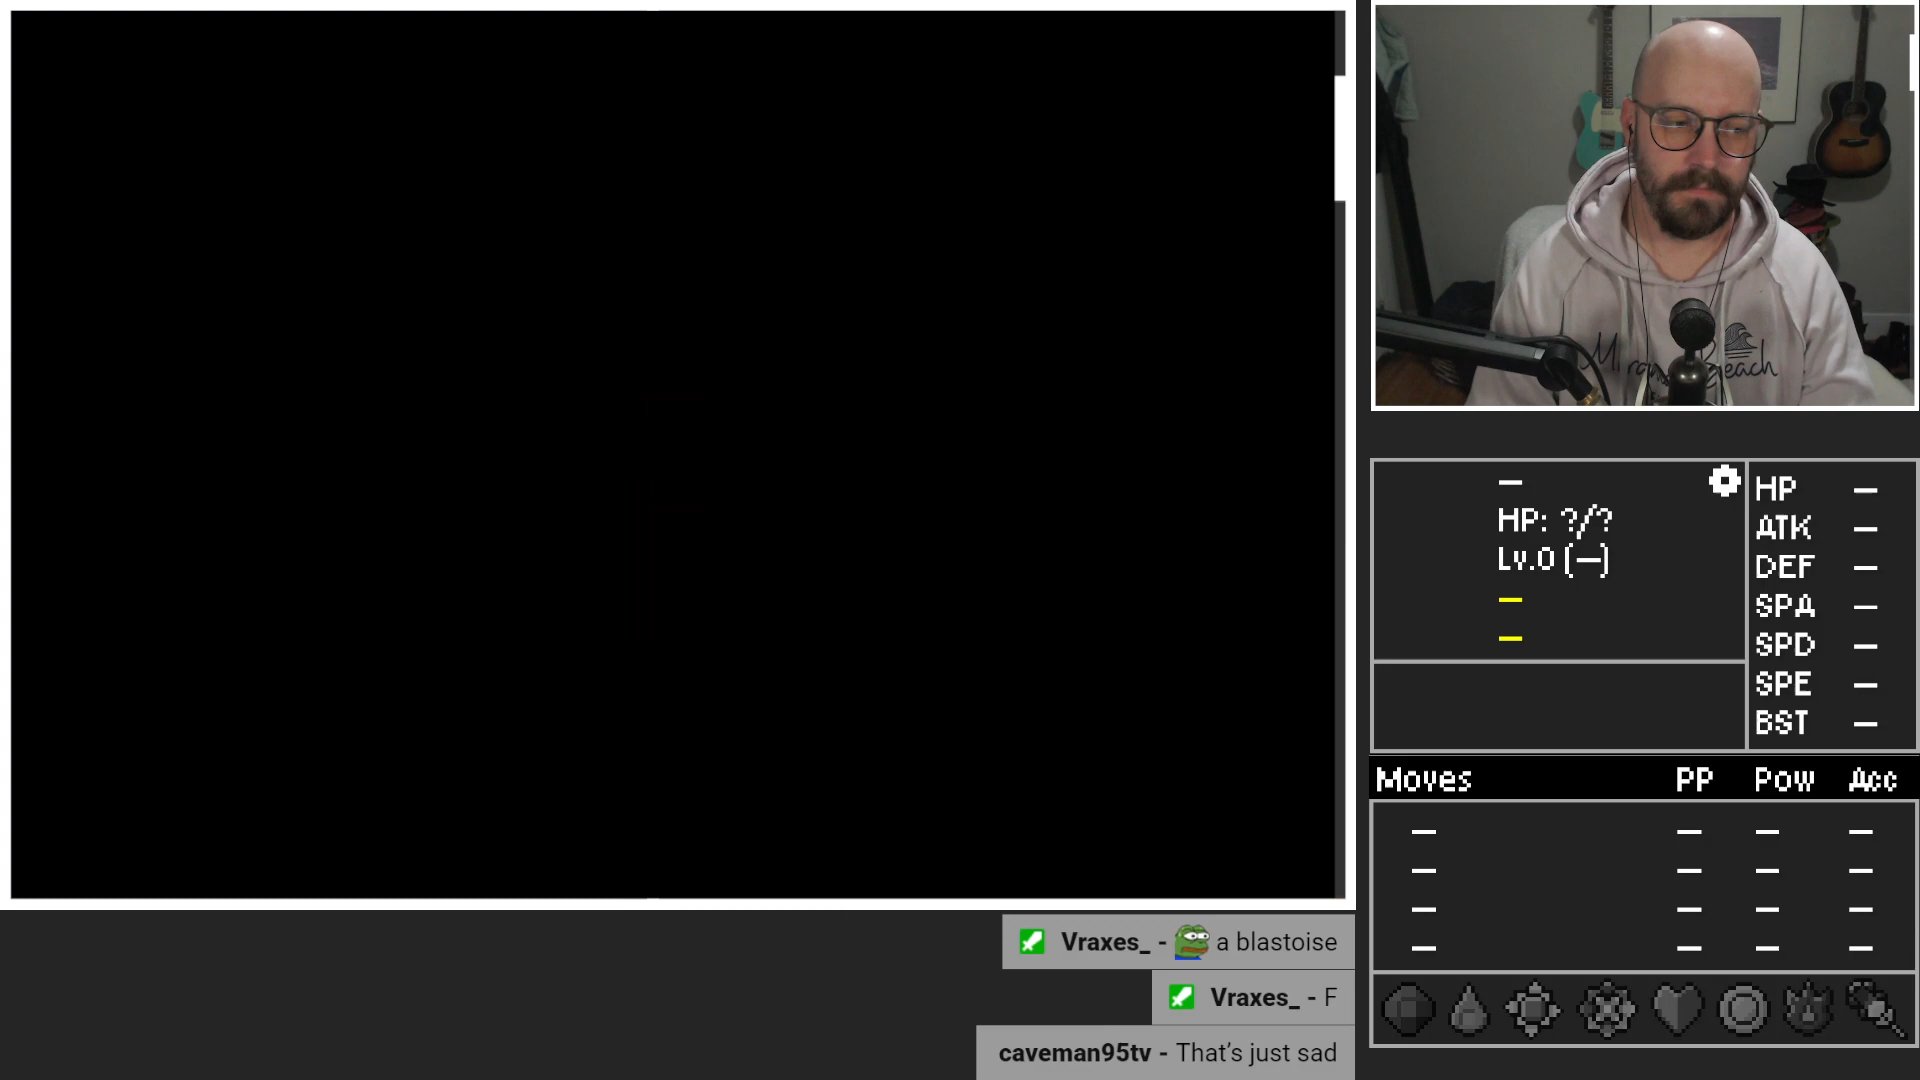 HP: ?/?
Lv.0 (—)
—
—
HP —
ATK —
DEF —
SPA —
SPD —
SPE —
BST —
Moves PP Pow Acc
— — — —
— — — —
— — — —
— — — —
Vraxes_ - a blastoise
Vraxes_ - F
caveman95tv - That's just sad